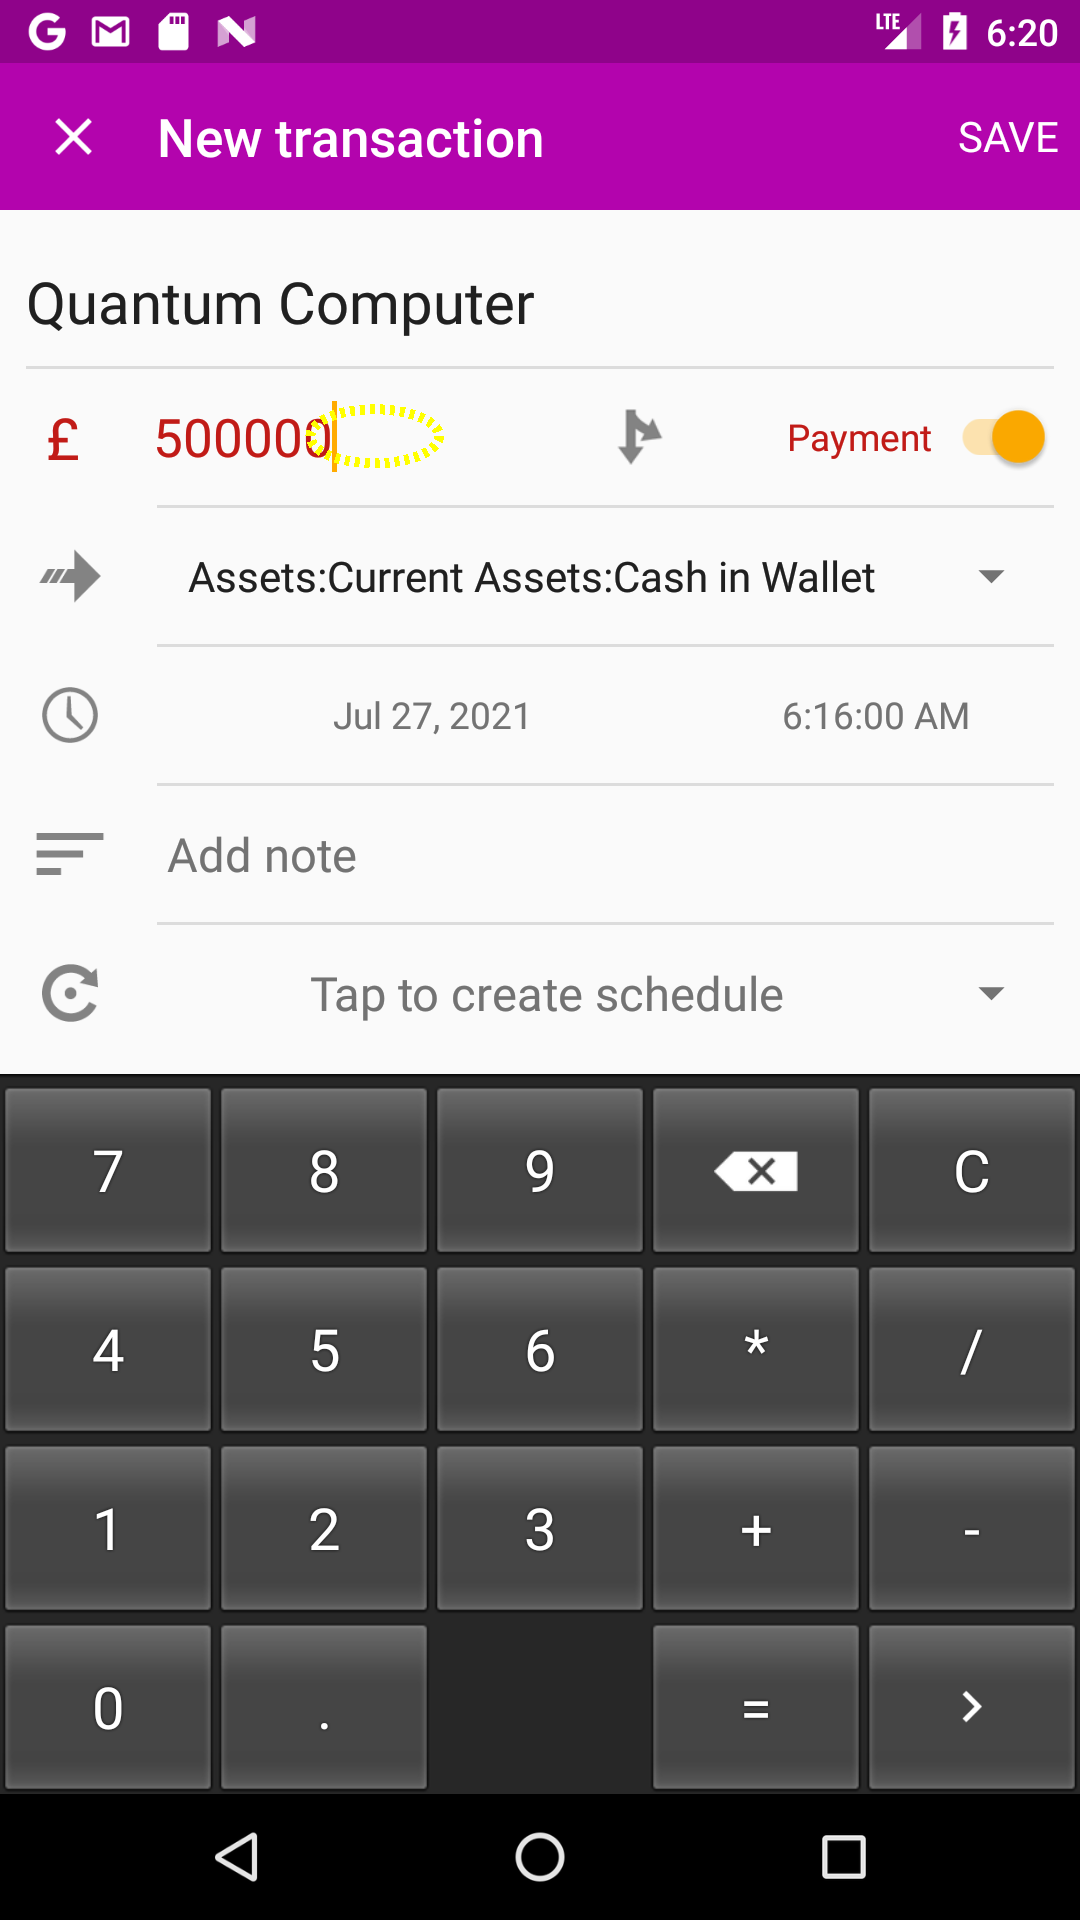 LTE 6:20
New transaction SAVE
Quantum Computer
£ 500000 Payment
Assets:Current Assets:Cash in Wallet
Jul 27, 2021 6:16:00 AM
Add note
Tap to create schedule
7 8 9 C
4 5 6 * /
1 2 3 + -
0 . = >